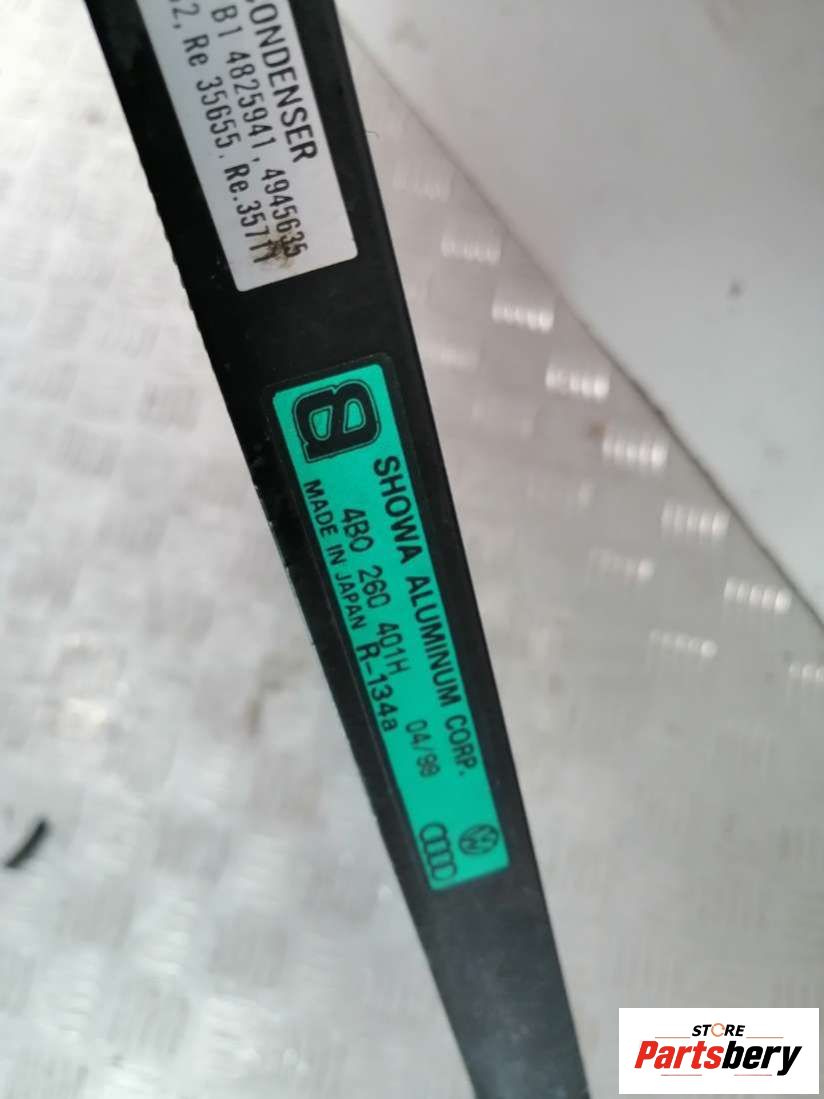 CONDENSER
B1 4825941, 4945635
2, Re 35655, Re.35711
SHOWA ALUMINUM CORP.
4B0 260 401H 04/98
MADE IN JAPAN R-134a
STORE
Partsbery